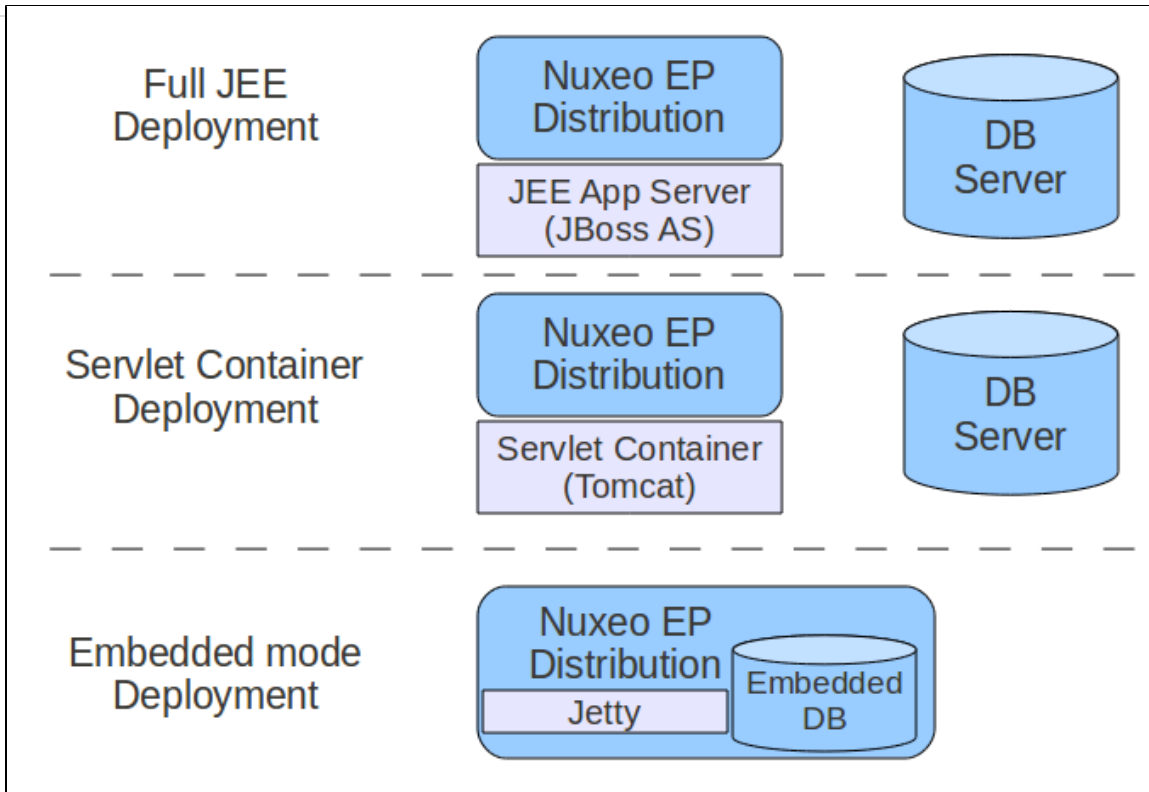 Full JEE
Deployment
Nuxeo EP
Distribution
JEE App Server
(JBoss AS)
DB
Server
Servlet Container
Deployment
Nuxeo EP
Distribution
Servlet Container
(Tomcat)
DB
Server
Embedded mode
Deployment
Nuxeo EP
Distribution
Jetty
Embedded
DB